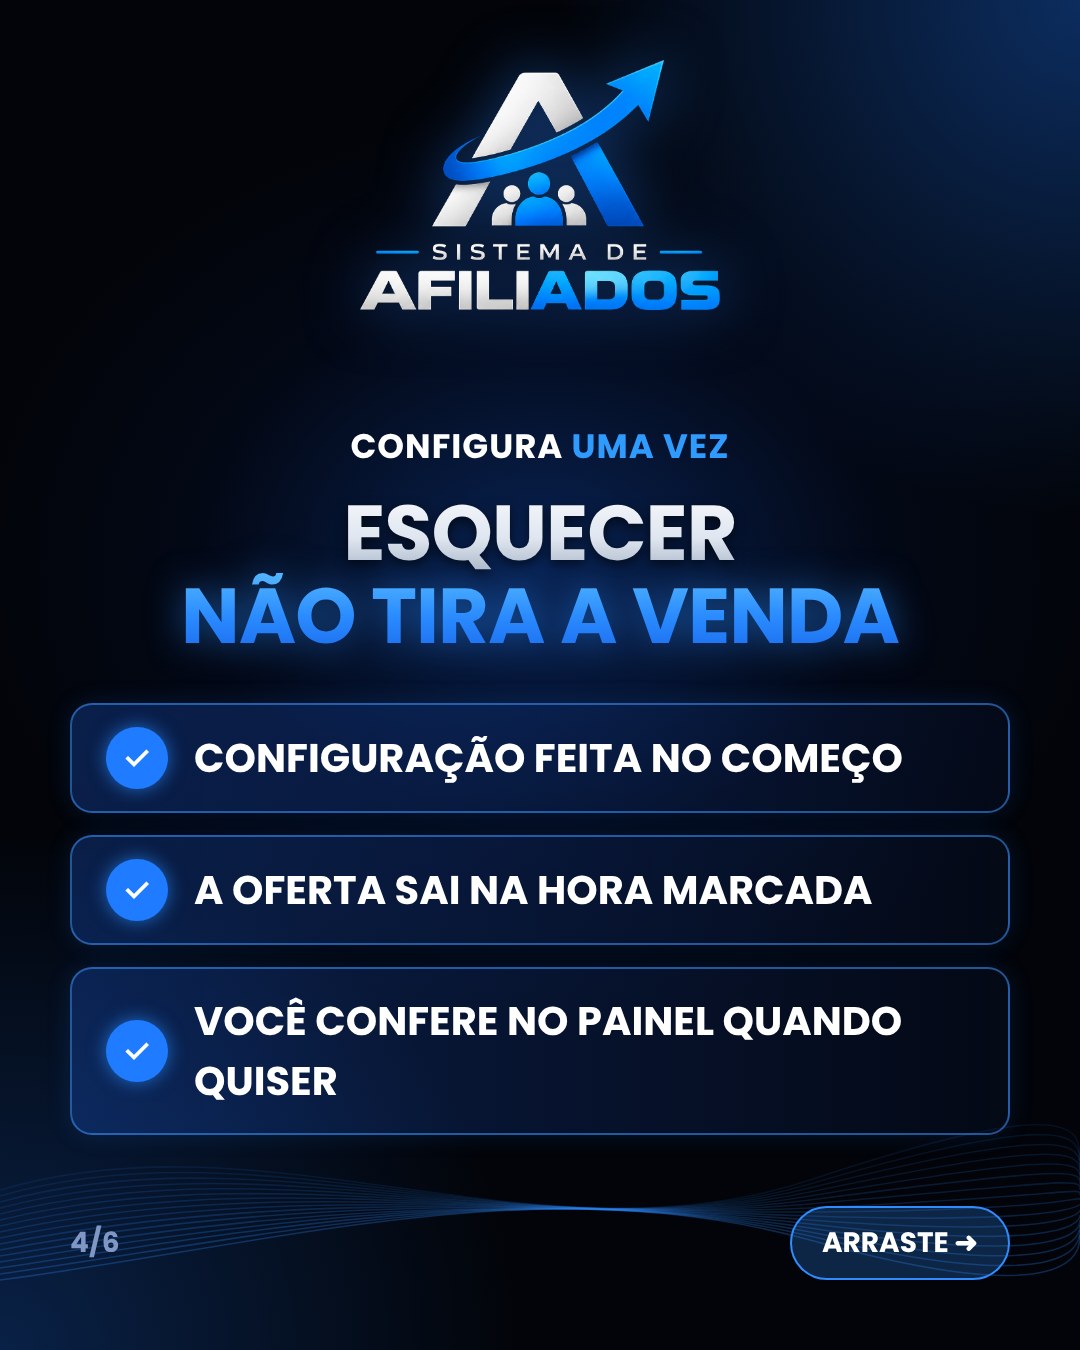 SISTEMA DE
AFILIADOS
CONFIGURA UMA VEZ
ESQUECER
NÃO TIRA A VENDA
CONFIGURAÇÃO FEITA NO COMEÇO
A OFERTA SAI NA HORA MARCADA
VOCÊ CONFERE NO PAINEL QUANDO
QUISER
4/6
ARRASTE →